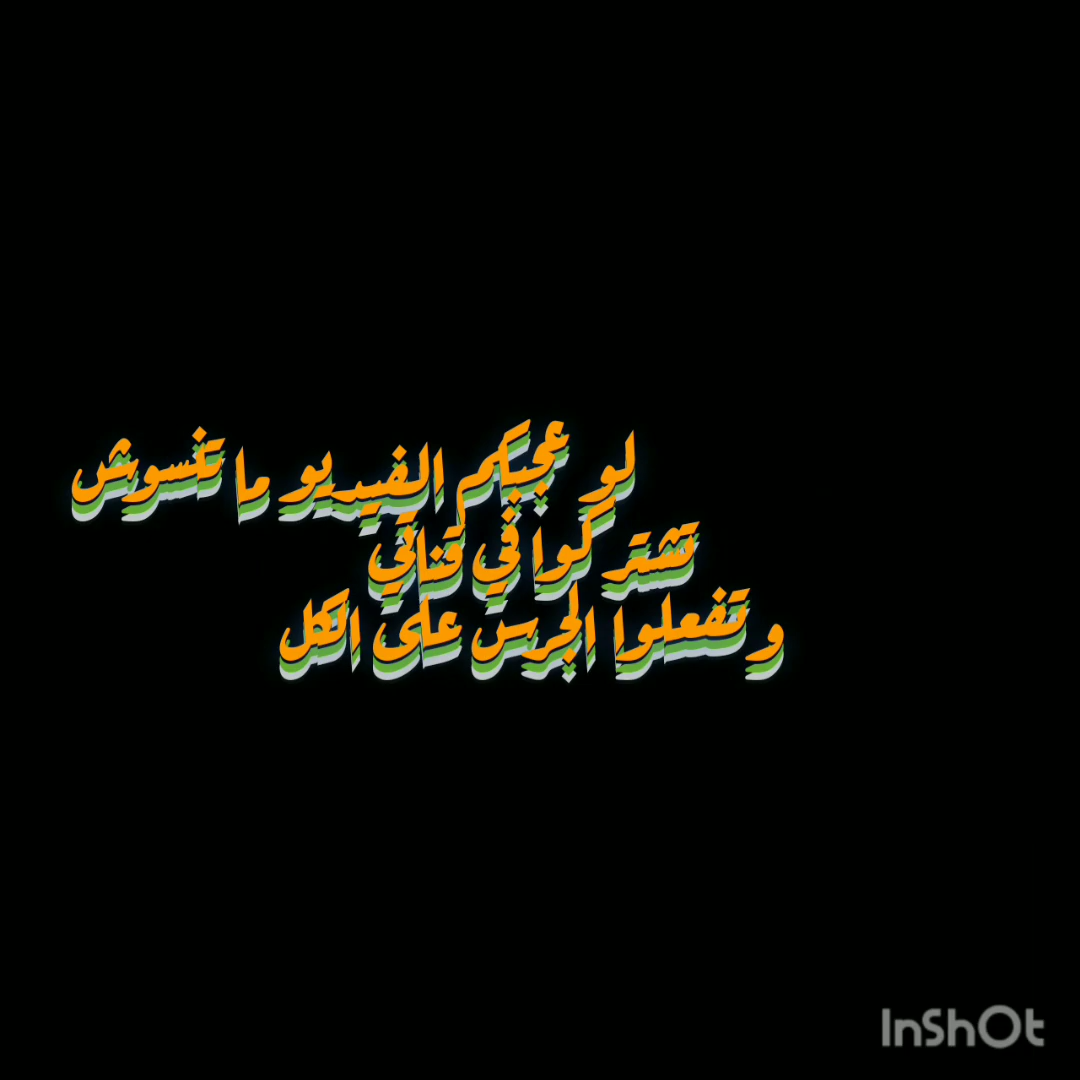 لو عجبكم الفيديو ما تنسوش
تشتركوا في قناتي
و تفعلوا الجرس على الكل
InShOt